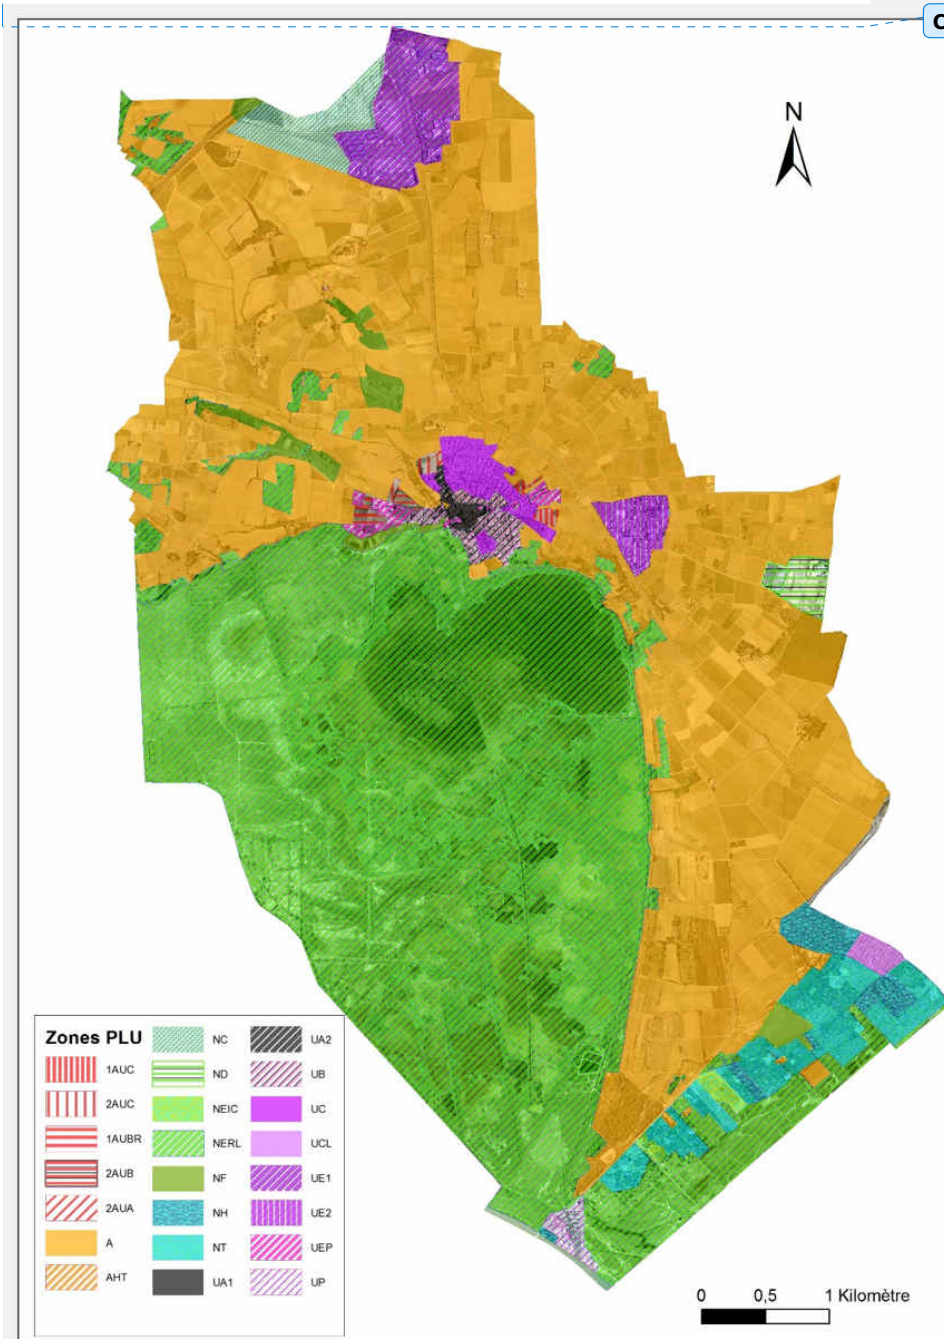 C
N
Zones PLU
1AUC
2AUC
1AUBR
2AUB
2AUA
A
AHT
NC
ND
NEIC
NERL
NF
NH
NT
UA1
UA2
UB
UC
UCL
UE1
UE2
UEP
UP
0 0,5 1 Kilomètre